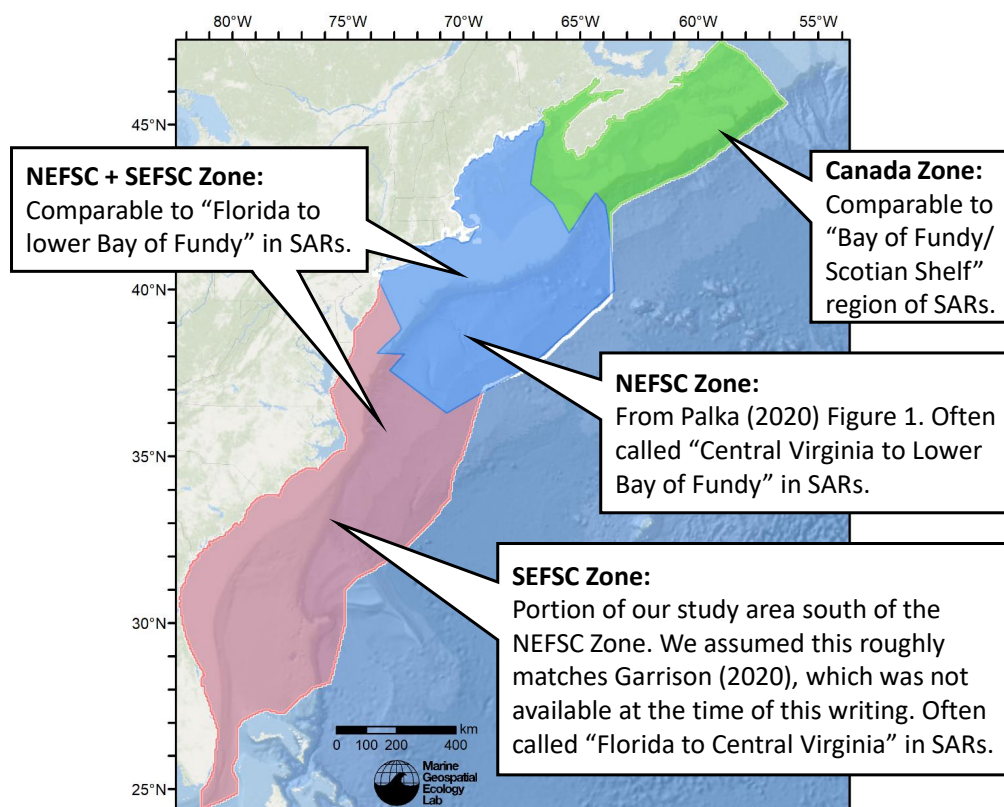 80°W 75°W 70°W 65°W 60°W 55°W
45°N
NEFSC + SEFSC Zone:
Comparable to “Florida to
lower Bay of Fundy” in SARs.
Canada Zone:
Comparable to
“Bay of Fundy/
Scotian Shelf”
region of SARs.
40°N
NEFSC Zone:
From Palka (2020) Figure 1. Often
called “Central Virginia to Lower
Bay of Fundy” in SARs.
35°N
SEFSC Zone:
Portion of our study area south of the
NEFSC Zone. We assumed this roughly
matches Garrison (2020), which was not
available at the time of this writing. Often
called “Florida to Central Virginia” in SARs.
30°N
km
0 100 200 400
Marine
Geospatial
Ecology
Lab
25°N